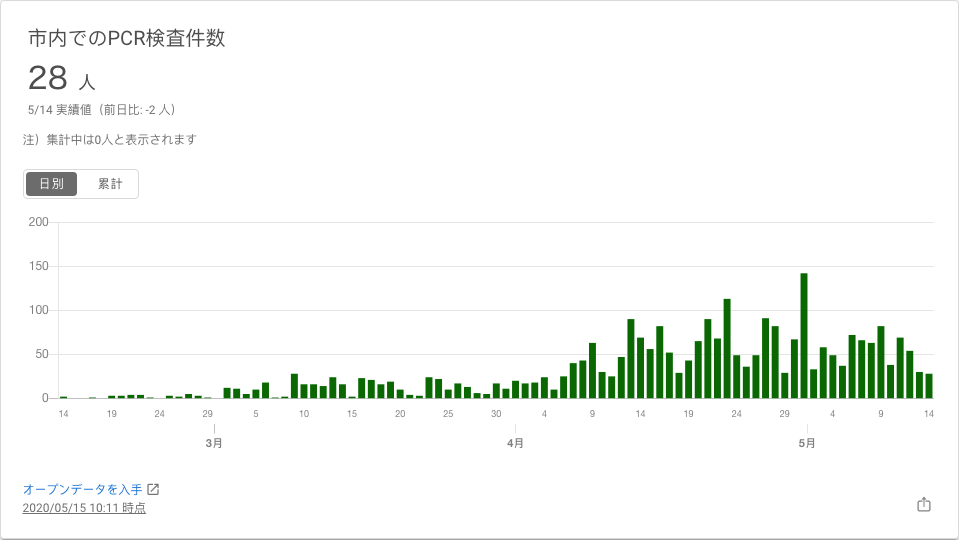 市内でのPCR検査件数
28 人
5/14 実績値（前日比: -2 人）
注）集計中は0人と表示されます
日別 累計
200
150
100
50
0
14 19 24 29 5 10 15 20 25 30 4 9 14 19 24 29 4 9 14
3月 4月 5月
オープンデータを入手
2020/05/15 10:11 時点